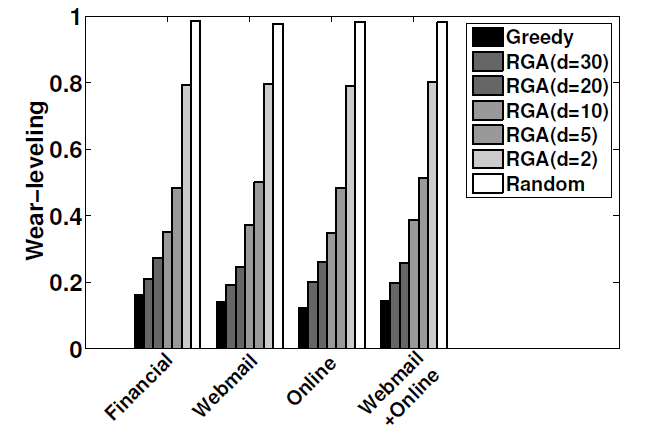 1
0.8
0.6
0.4
0.2
0
Wear-leveling
Greedy
RGA(d=30)
RGA(d=20)
RGA(d=10)
RGA(d=5)
RGA(d=2)
Random
Financial
Webmail
Online
Webmail
+Online